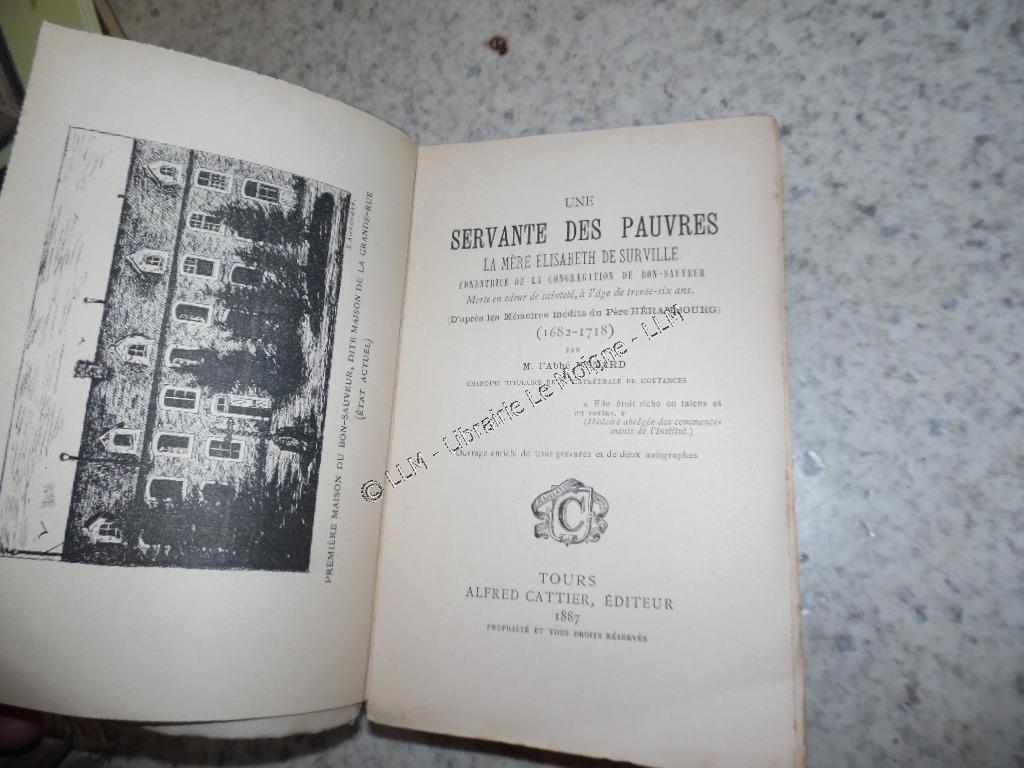 PREMIÈRE MAISON DU BON-SAUVEUR, DITE MAISON DE LA GRANDE-RUE
(ÉTAT ACTUEL)
UNE
SERVANTE DES PAUVRES
LA MÈRE ELISABETH DE SURVILLE
FONDATRICE DE LA CONGRÉGATION DU BON-SAUVEUR
Morte en odeur de sainteté, à l'âge de trente-six ans.
(D'après les Mémoires inédits du Père HÉRAMBOURG)
(1682-1718)
PAR
M. l'Abbé
CHANOINE TITULAIRE DE LA CATHÉDRALE DE COUTANCES
« Elle étoit riche en talens et
en vertus. »
(Histoire abrégée des commence-
mens de l'Institut.)
Ouvrage enrichi de trois gravures et de deux autographes
C
TOURS
ALFRED CATTIER, ÉDITEUR
1887
PROPRIÉTÉ ET TOUS DROITS RÉSERVÉS
© LLM - Librairie Le Moigne - LLM